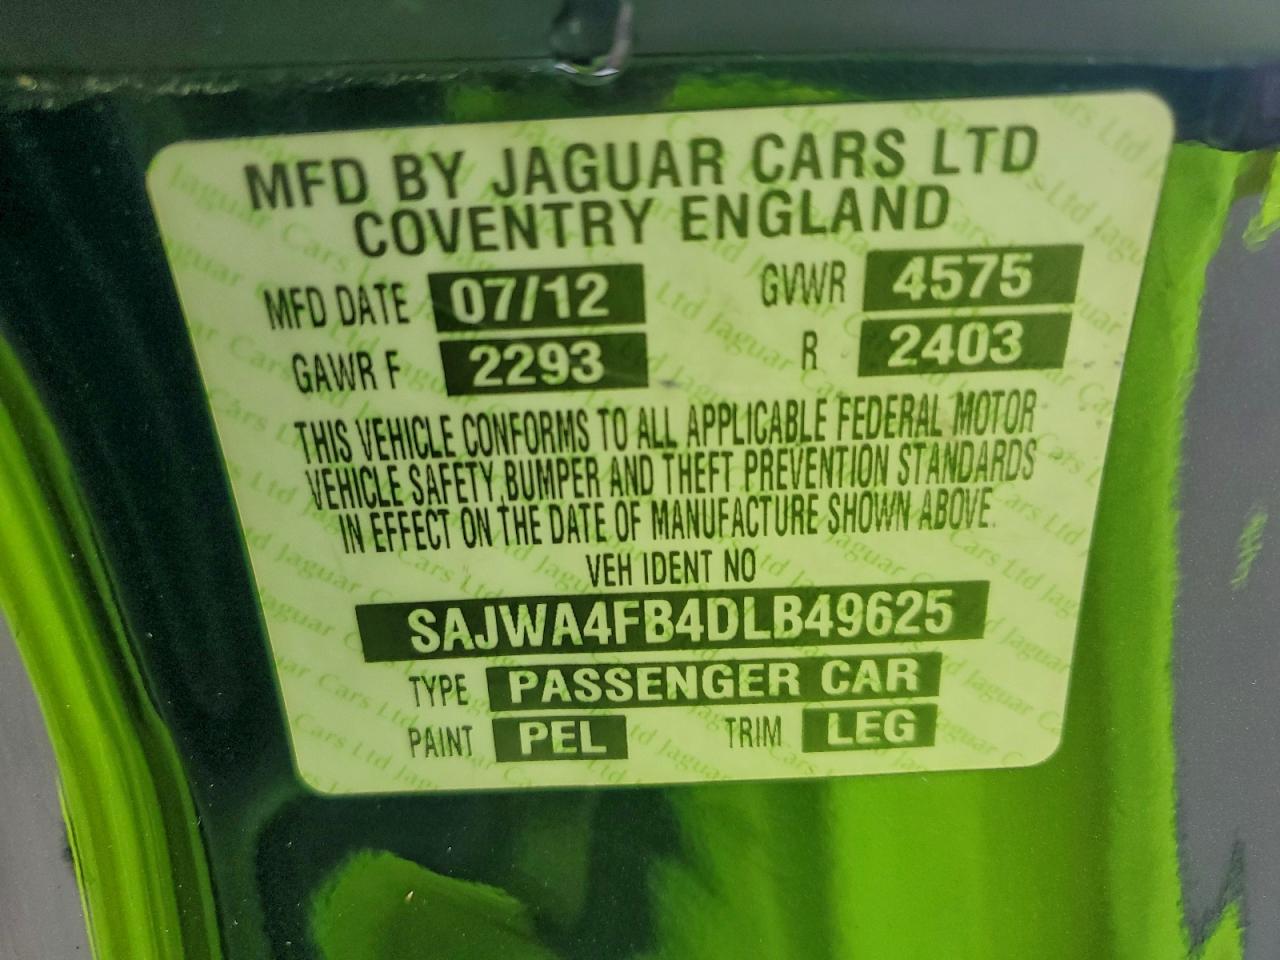 MFD BY JAGUAR CARS LTD
COVENTRY ENGLAND
MFD DATE 07/12 GVWR 4575
GAWR F 2293 R 2403
THIS VEHICLE CONFORMS TO ALL APPLICABLE FEDERAL MOTOR
VEHICLE SAFETY, BUMPER AND THEFT PREVENTION STANDARDS
IN EFFECT ON THE DATE OF MANUFACTURE SHOWN ABOVE.
VEH IDENT NO
SAJWA4FB4DLB49625
TYPE PASSENGER CAR
PAINT PEL TRIM LEG